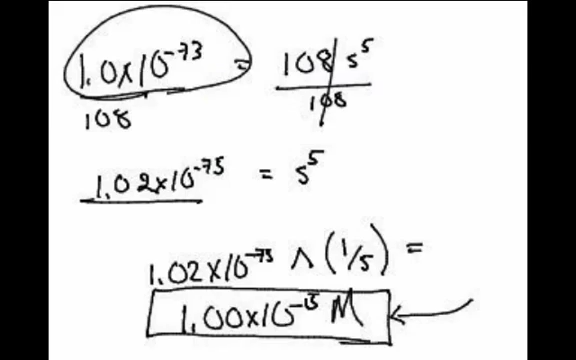 1.0x10^-73 = 108 s^5
108 108
1.02x10^-75 = s^5
1.02x10^-75 ^ (1/5) =
1.00x10^-15 M